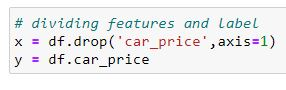 # dividing features and label
x = df.drop('car_price',axis=1)
y = df.car_price